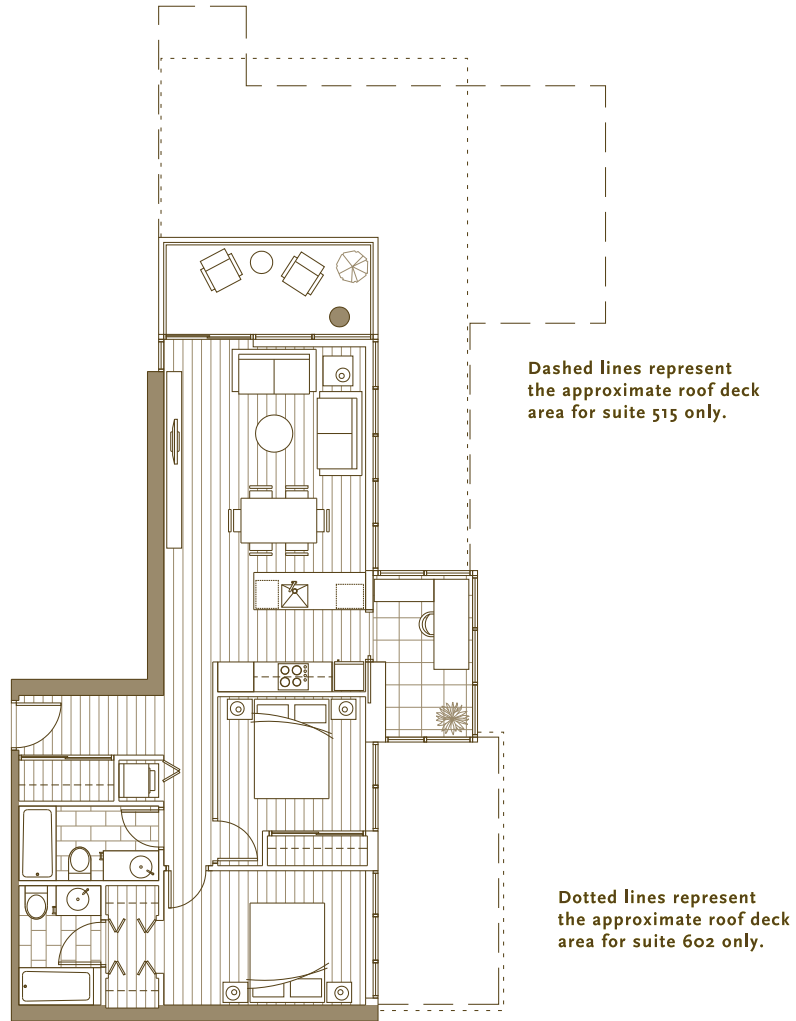 Dashed lines represent
the approximate roof deck
area for suite 515 only.
Dotted lines represent
the approximate roof deck
area for suite 602 only.